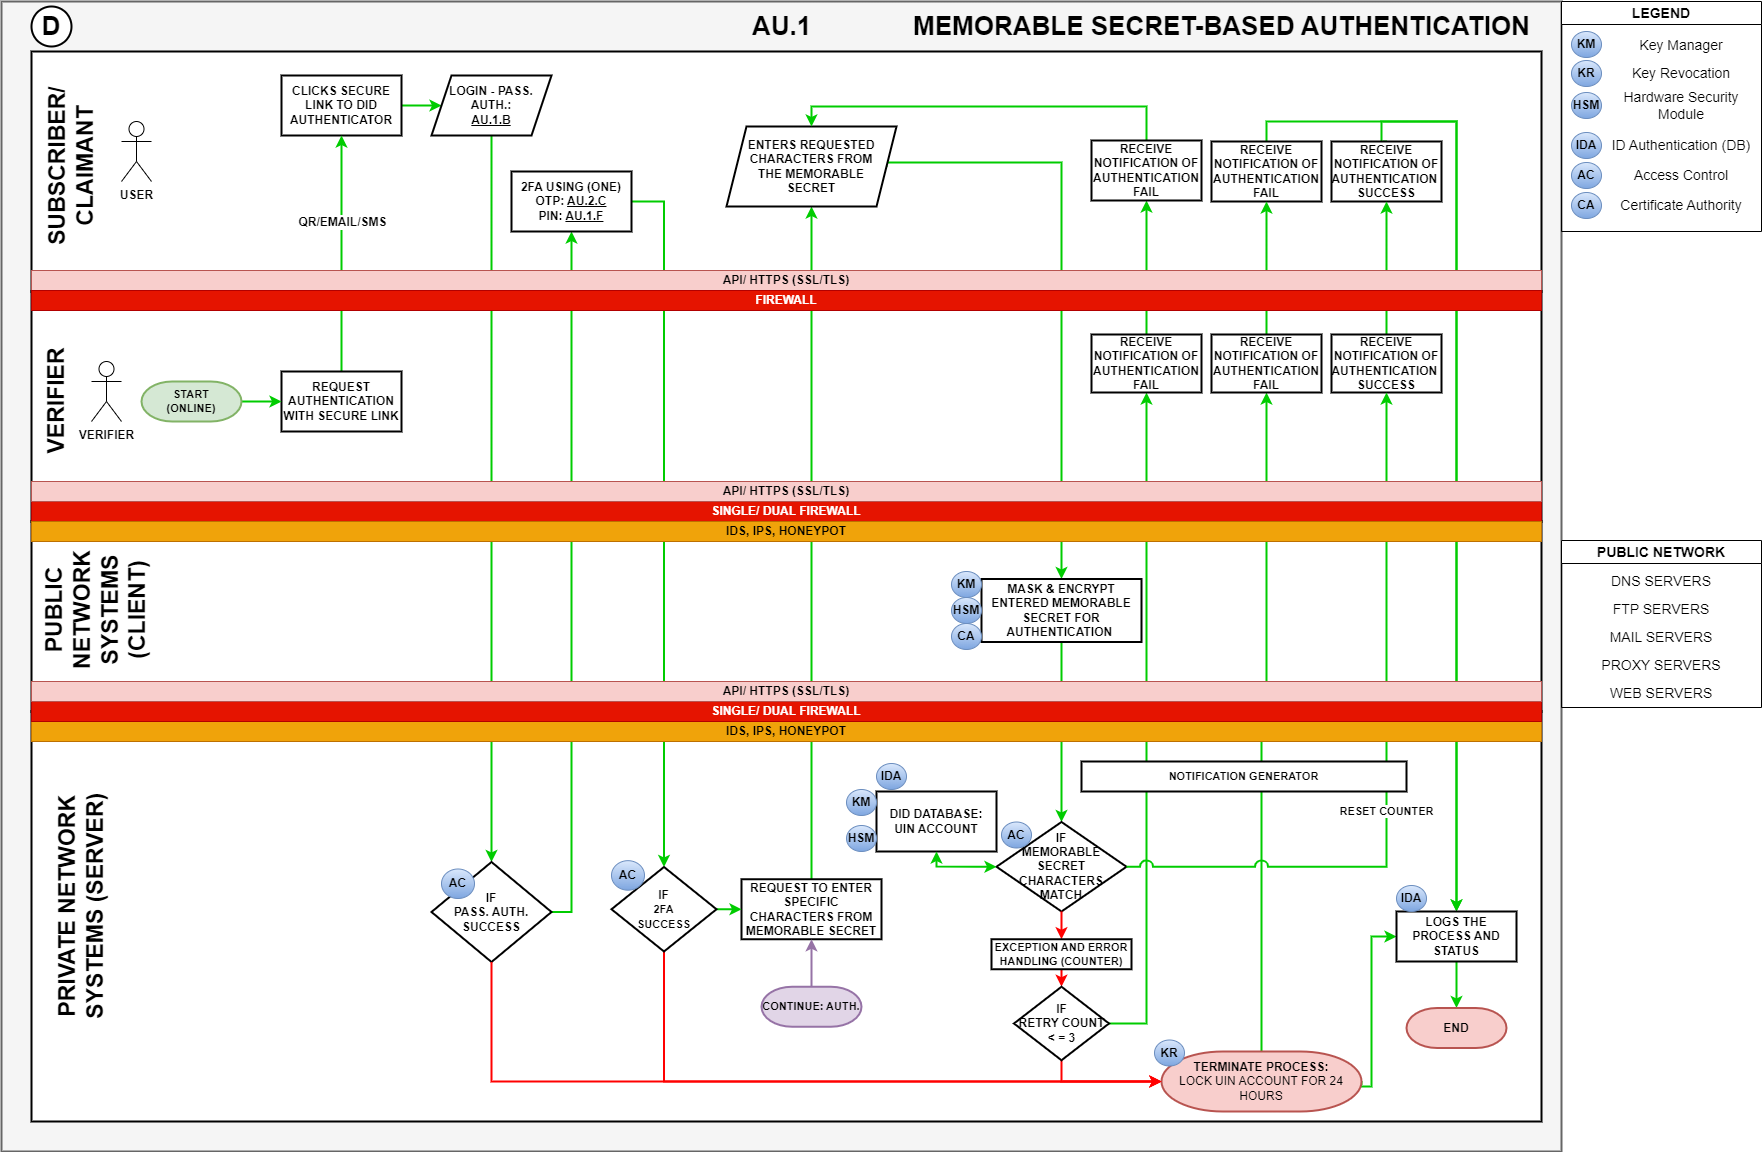 D
AU.1
MEMORABLE SECRET-BASED AUTHENTICATION
SUBSCRIBER/
CLAIMANT
USER
CLICKS SECURE
LINK TO DID
AUTHENTICATOR
LOGIN - PASS.
AUTH.:
AU.1.B
QR/EMAIL/SMS
2FA USING (ONE)
OTP: AU.2.C
PIN: AU.1.F
ENTERS REQUESTED
CHARACTERS FROM
THE MEMORABLE
SECRET
RECEIVE
NOTIFICATION OF
AUTHENTICATION
FAIL
RECEIVE
NOTIFICATION OF
AUTHENTICATION
FAIL
RECEIVE
NOTIFICATION OF
AUTHENTICATION
SUCCESS
API/ HTTPS (SSL/TLS)
FIREWALL
VERIFIER
VERIFIER
START
(ONLINE)
REQUEST
AUTHENTICATION
WITH SECURE LINK
RECEIVE
NOTIFICATION OF
AUTHENTICATION
FAIL
RECEIVE
NOTIFICATION OF
AUTHENTICATION
FAIL
RECEIVE
NOTIFICATION OF
AUTHENTICATION
SUCCESS
API/ HTTPS (SSL/TLS)
SINGLE/ DUAL FIREWALL
IDS, IPS, HONEYPOT
PUBLIC
NETWORK
SYSTEMS
(CLIENT)
KM
HSM
CA
MASK & ENCRYPT
ENTERED MEMORABLE
SECRET FOR
AUTHENTICATION
API/ HTTPS (SSL/TLS)
SINGLE/ DUAL FIREWALL
IDS, IPS, HONEYPOT
PRIVATE NETWORK
SYSTEMS (SERVER)
AC
IF
PASS. AUTH.
SUCCESS
AC
IF
2FA
SUCCESS
REQUEST TO ENTER
SPECIFIC
CHARACTERS FROM
MEMORABLE SECRET
CONTINUE: AUTH.
IDA
KM
HSM
DID DATABASE:
UIN ACCOUNT
AC
IF
MEMORABLE
SECRET
CHARACTERS
MATCH
NOTIFICATION GENERATOR
RESET COUNTER
EXCEPTION AND ERROR
HANDLING (COUNTER)
IF
RETRY COUNT
< = 3
KR
TERMINATE PROCESS:
LOCK UIN ACCOUNT FOR 24
HOURS
IDA
LOGS THE
PROCESS AND
STATUS
END
LEGEND
KM Key Manager
KR Key Revocation
HSM Hardware Security
Module
IDA ID Authentication (DB)
AC Access Control
CA Certificate Authority
PUBLIC NETWORK
DNS SERVERS
FTP SERVERS
MAIL SERVERS
PROXY SERVERS
WEB SERVERS